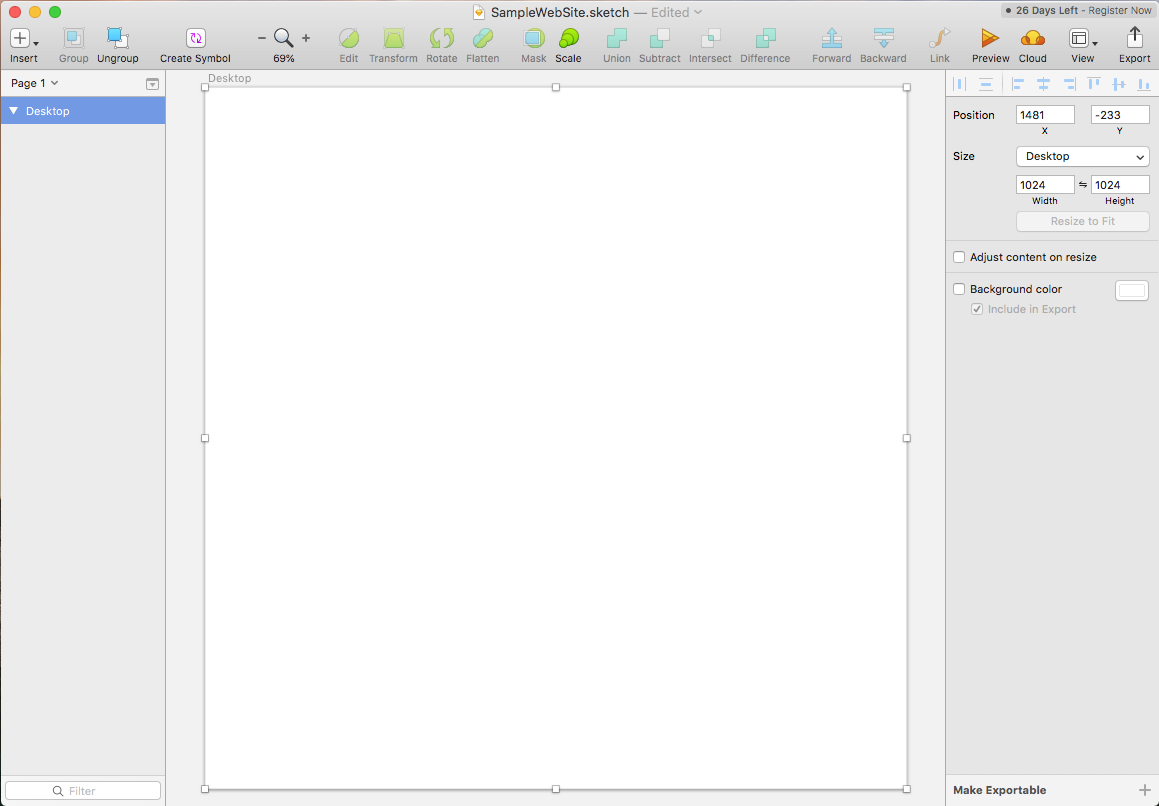 SampleWebSite.sketch — Edited
26 Days Left - Register Now
Insert Group Ungroup Create Symbol 69% Edit Transform Rotate Flatten Mask Scale Union Subtract Intersect Difference Forward Backward Link Preview Cloud View Export
Page 1
Desktop
Desktop
Position 1481 -233
X Y
Size Desktop
1024 1024
Width Height
Resize to Fit
Adjust content on resize
Background color
Include in Export
Filter
Make Exportable